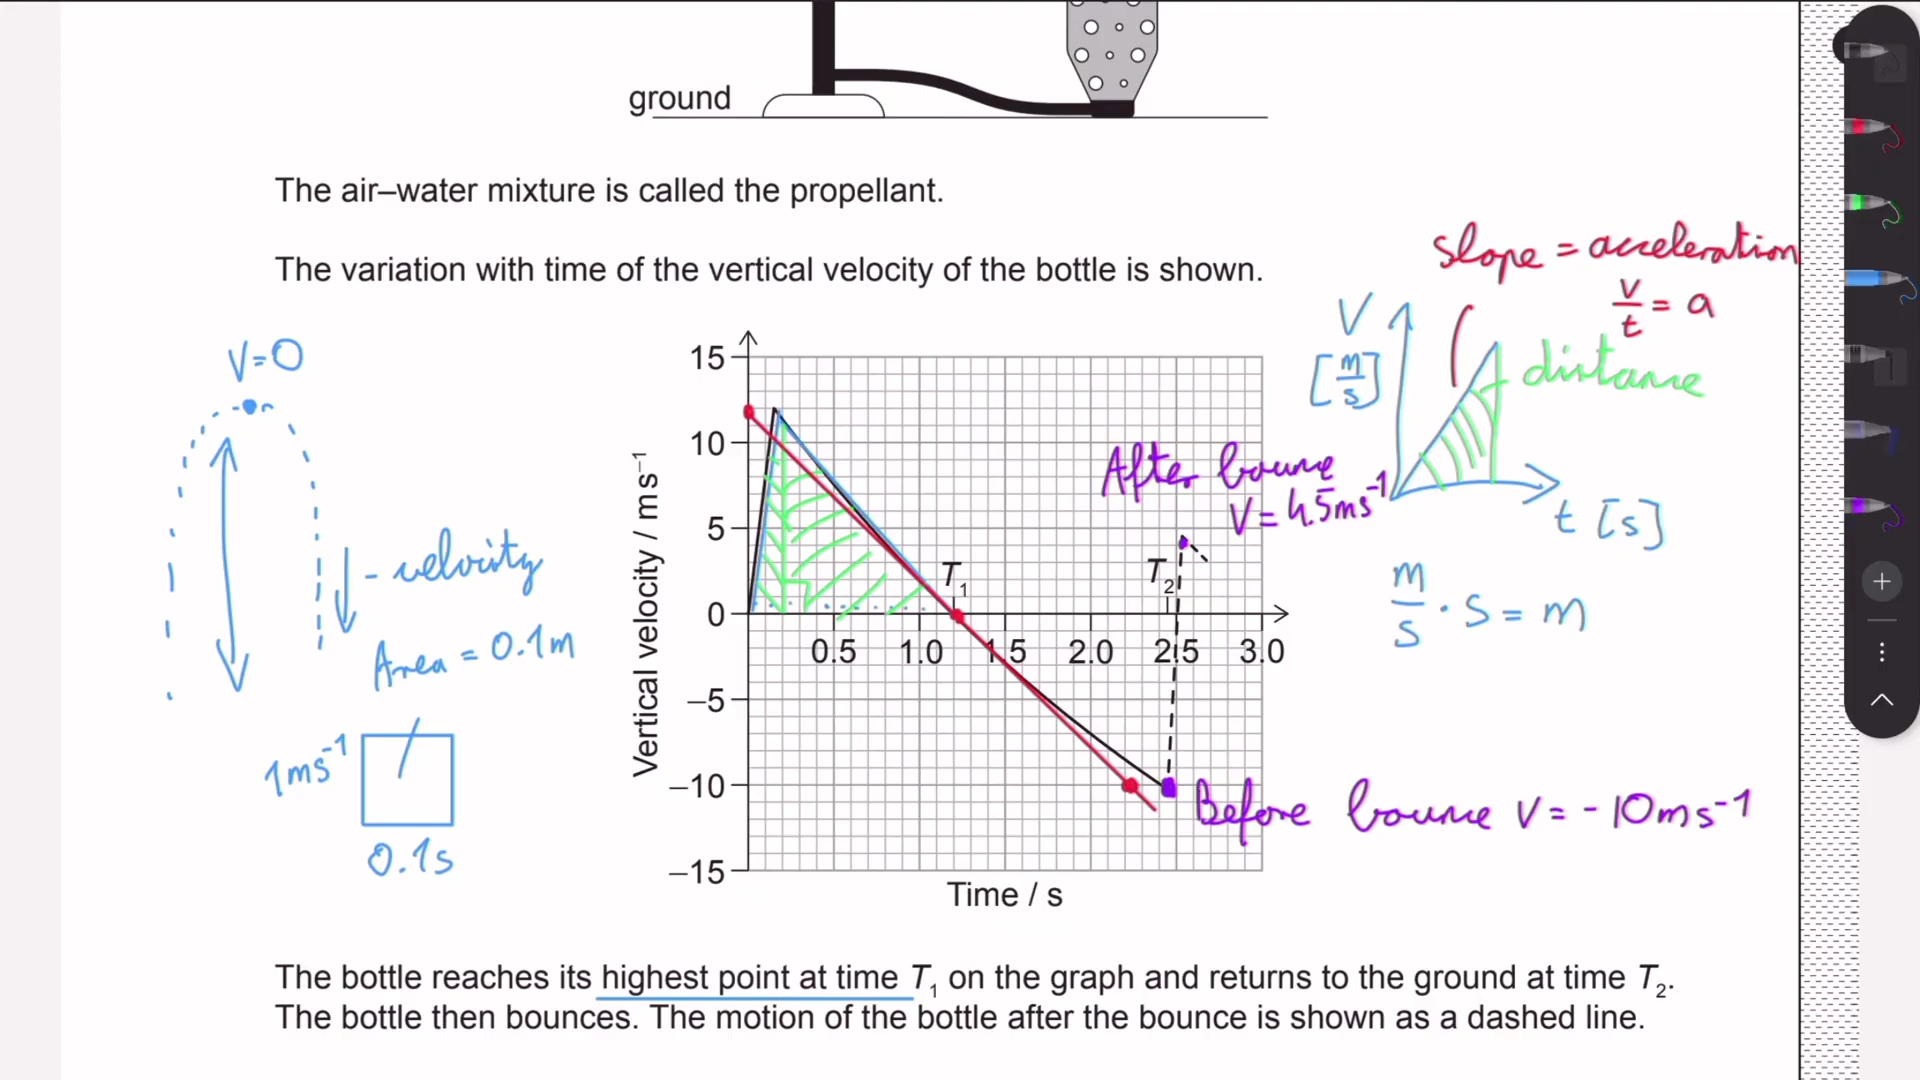 ground
The air–water mixture is called the propellant.
The variation with time of the vertical velocity of the bottle is shown.
slope = acceleration
v/t = a
V
[m/s]
distance
t [s]
m/s · s = m
V=0
- velocity
Area = 0.1m
1ms⁻¹
0.1s
Vertical velocity / m s⁻¹
15
10
5
0
–5
–10
–15
0.5 1.0 1.5 2.0 2.5 3.0
Time / s
T₁
T₂
After bounce
V = 4.5ms⁻¹
Before bounce V = -10ms⁻¹
The bottle reaches its highest point at time T₁ on the graph and returns to the ground at time T₂.
The bottle then bounces. The motion of the bottle after the bounce is shown as a dashed line.